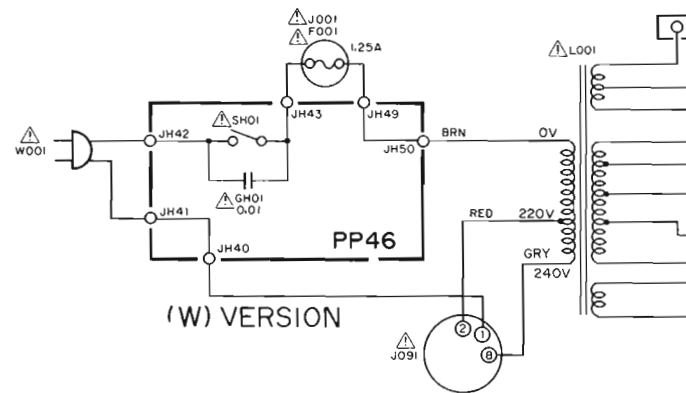 J001
F001
1.25A
L001
W001
JH42
SH01
JH43
JH49
BRN
0V
JH50
GH01
0.01
JH41
RED
220V
JH40
PP46
GRY
240V
(W) VERSION
2
1
8
J091